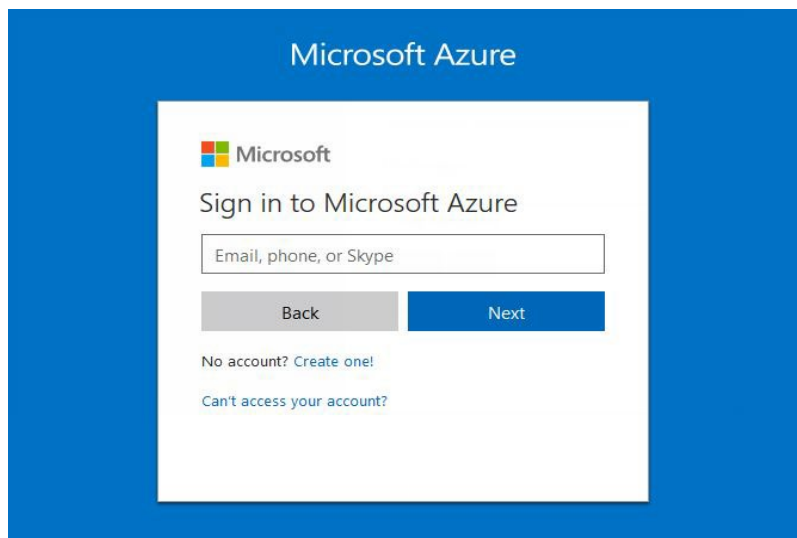 Microsoft Azure
Microsoft
Sign in to Microsoft Azure
Email, phone, or Skype
Back Next
No account? Create one!
Can't access your account?